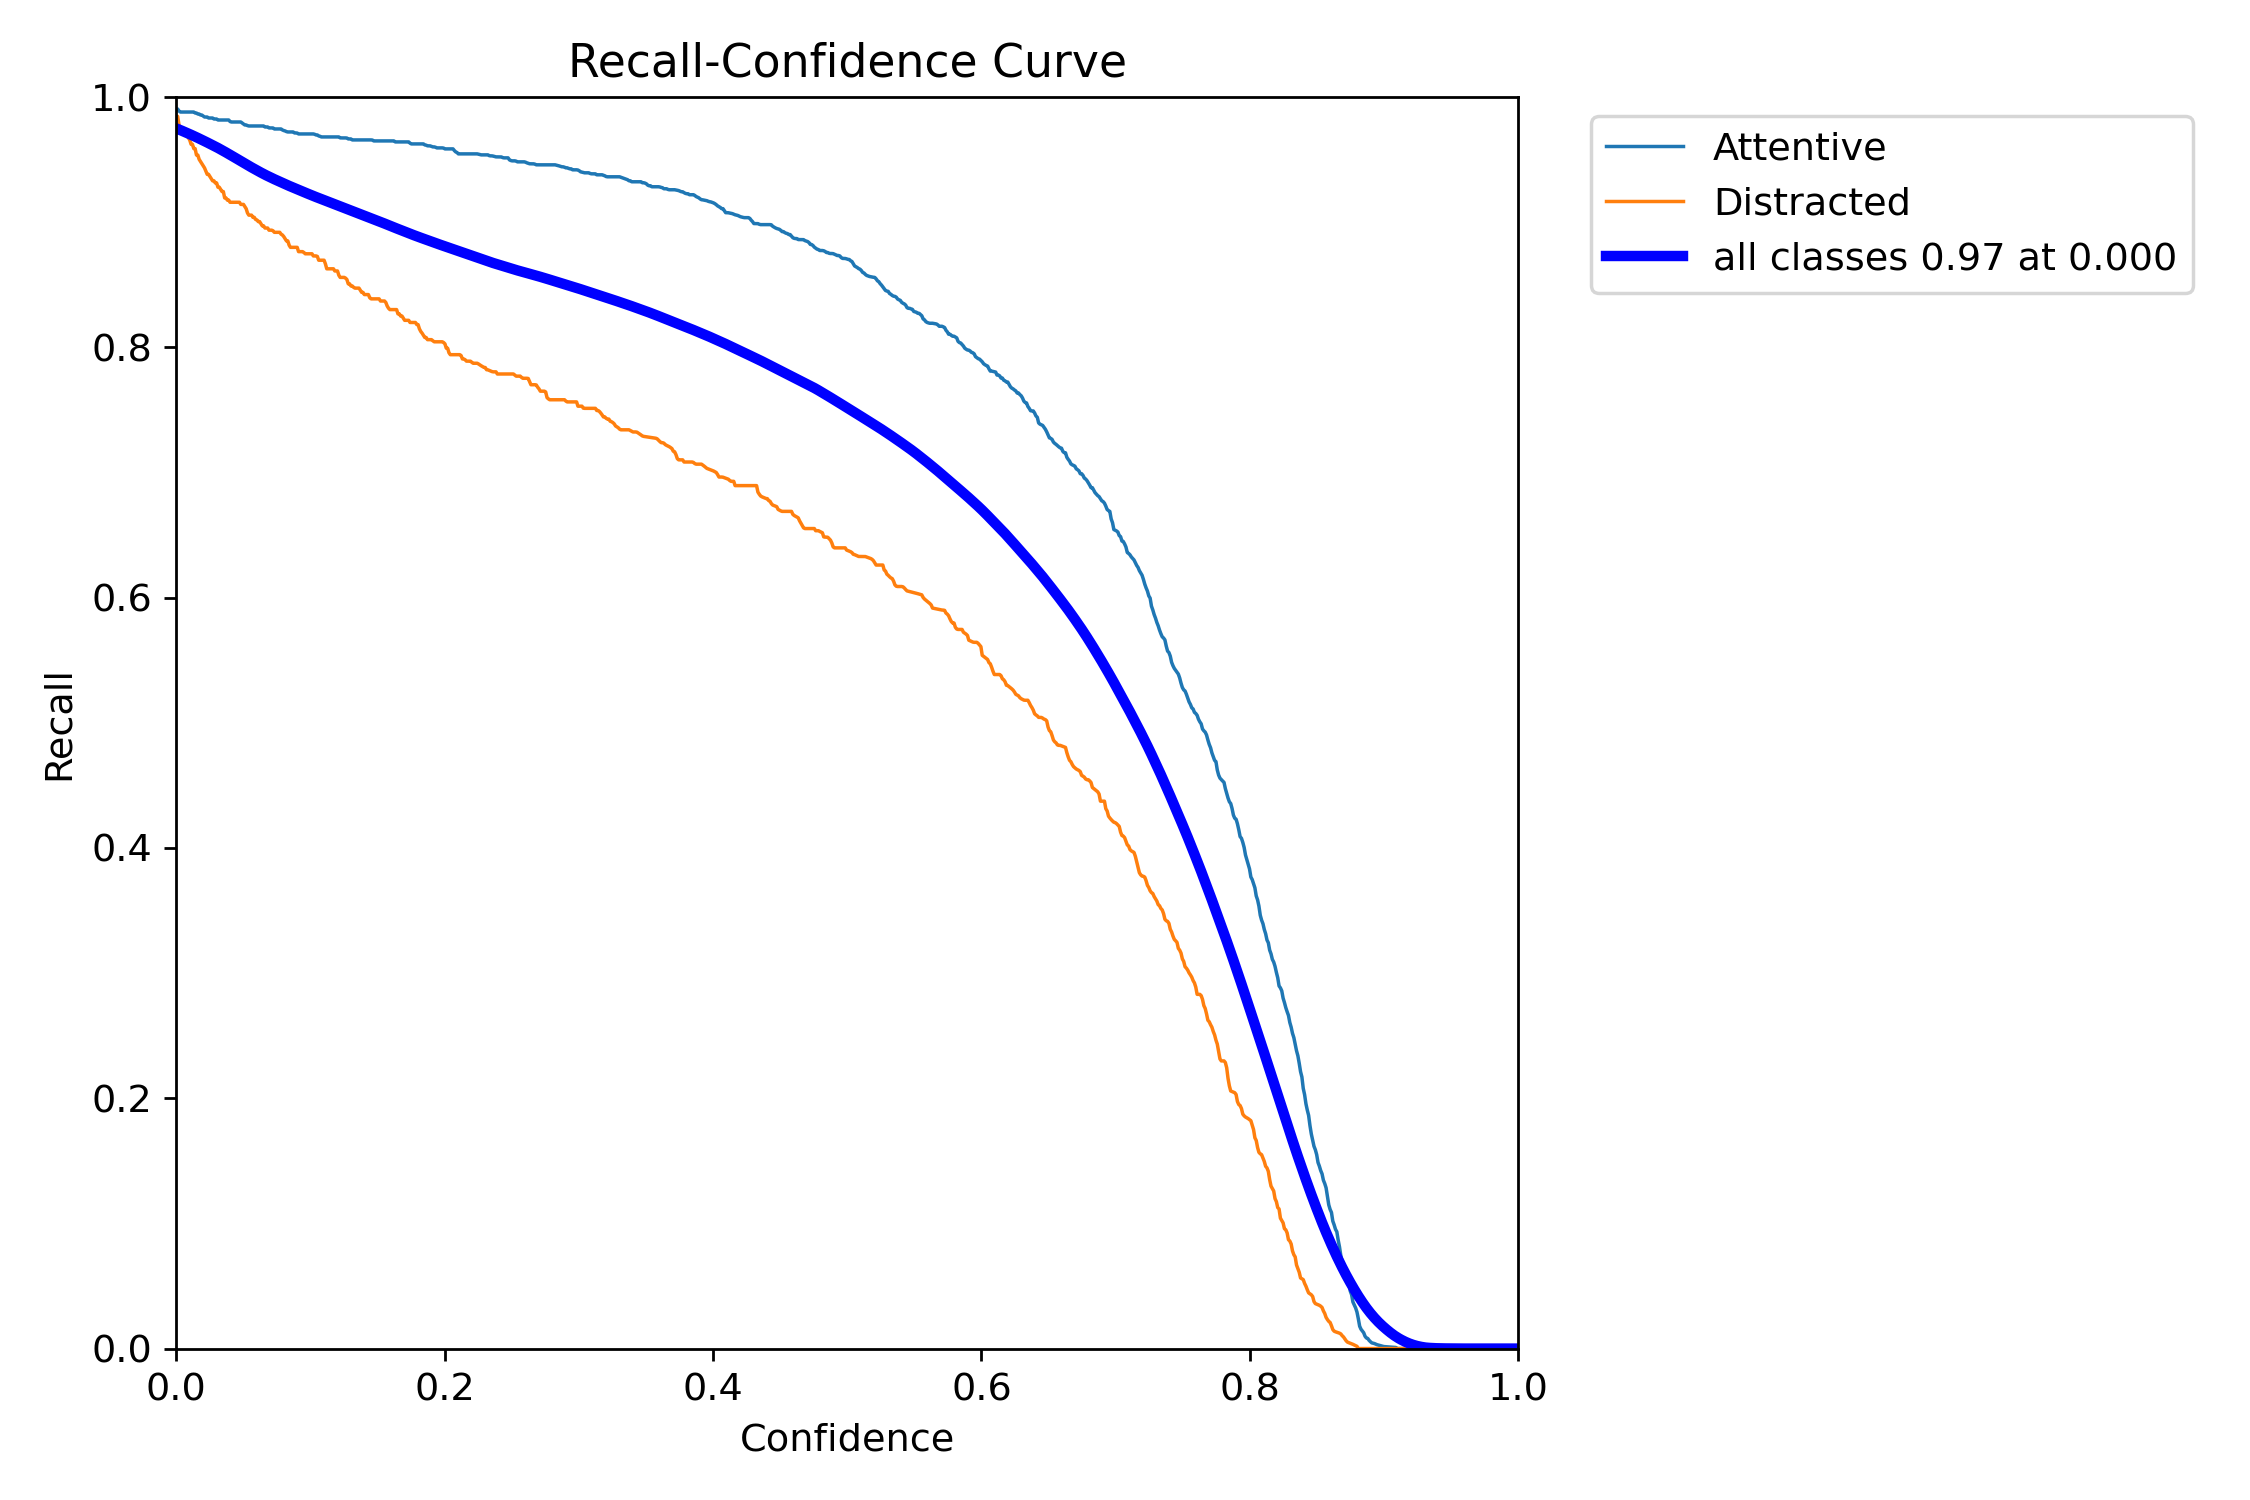 Recall-Confidence Curve
1.0
0.8
0.6
0.4
0.2
0.0
Recall
0.0 0.2 0.4 0.6 0.8 1.0
Confidence
Attentive
Distracted
all classes 0.97 at 0.000